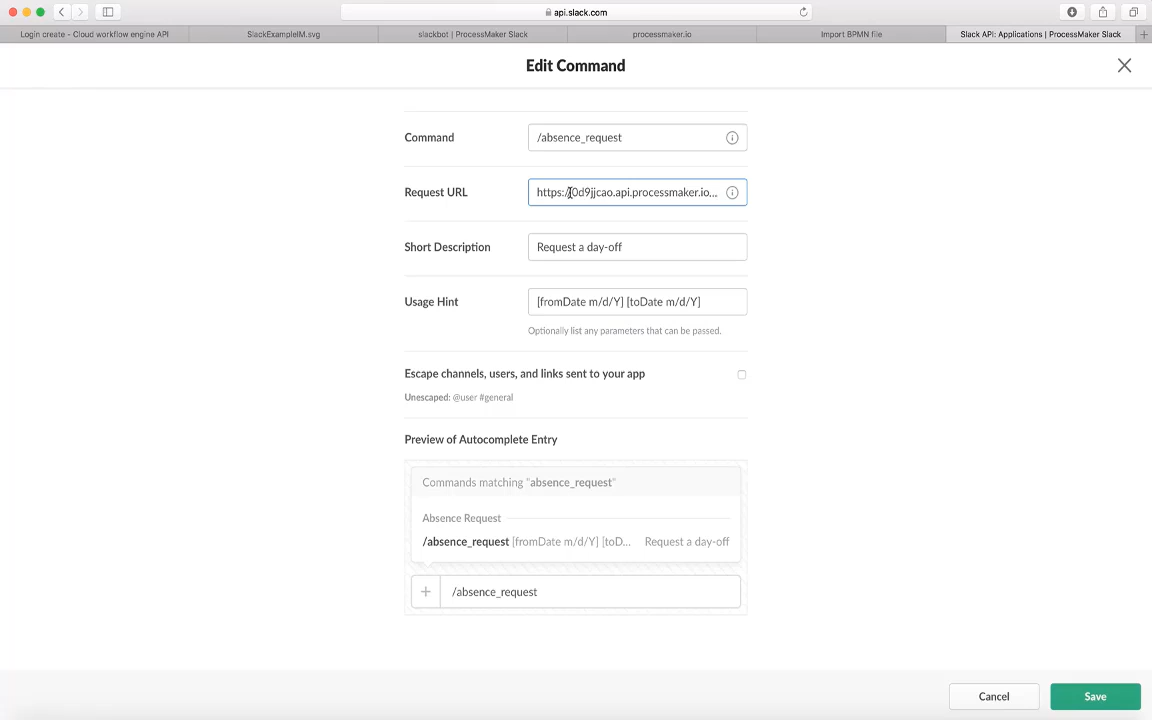 api.slack.com
Login create - Cloud workflow engine API
SlackExampleIM.svg
slackbot | ProcessMaker Slack
processmaker.io
Import BPMN file
Slack API: Applications | ProcessMaker Slack
Edit Command
Command
/absence_request
Request URL
https://0d9jjcao.api.processmaker.io...
Short Description
Request a day-off
Usage Hint
[fromDate m/d/Y] [toDate m/d/Y]
Optionally list any parameters that can be passed.
Escape channels, users, and links sent to your app
Unescaped: @user #general
Preview of Autocomplete Entry
Commands matching "absence_request"
Absence Request
/absence_request [fromDate m/d/Y] [toD... Request a day-off
/absence_request
Cancel
Save